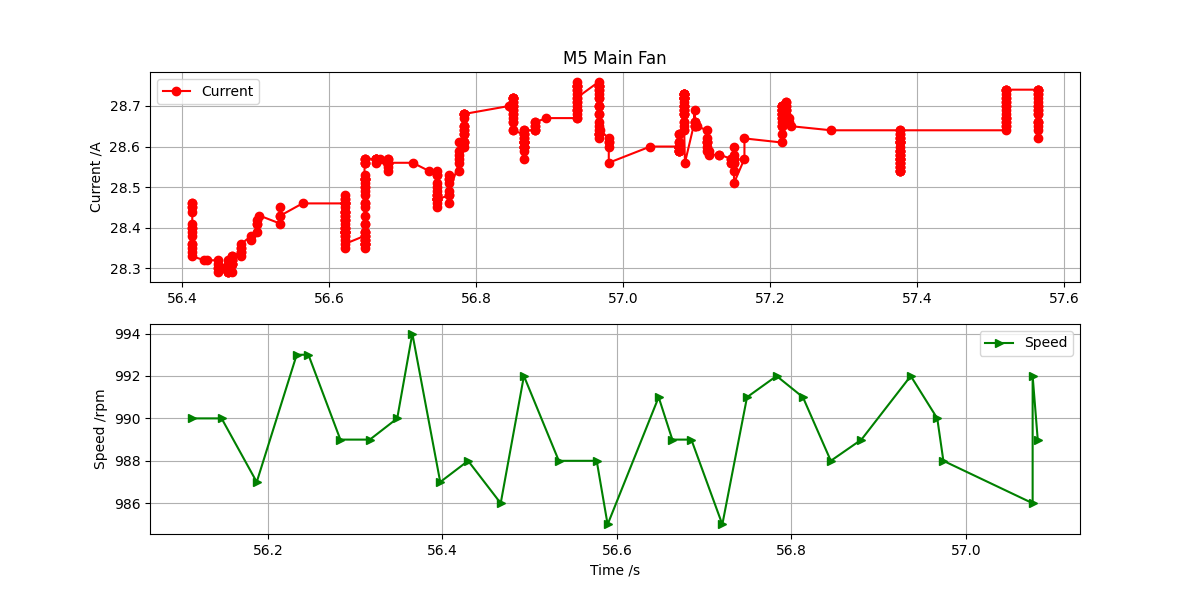 M5 Main Fan
Current
Current /A
28.7
28.6
28.5
28.4
28.3
56.4 56.6 56.8 57.0 57.2 57.4 57.6
Speed
Speed /rpm
994
992
990
988
986
56.2 56.4 56.6 56.8 57.0
Time /s